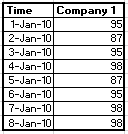 Time Company 1
1-Jan-10 95
2-Jan-10 87
3-Jan-10 95
4-Jan-10 98
5-Jan-10 87
6-Jan-10 95
7-Jan-10 98
8-Jan-10 98